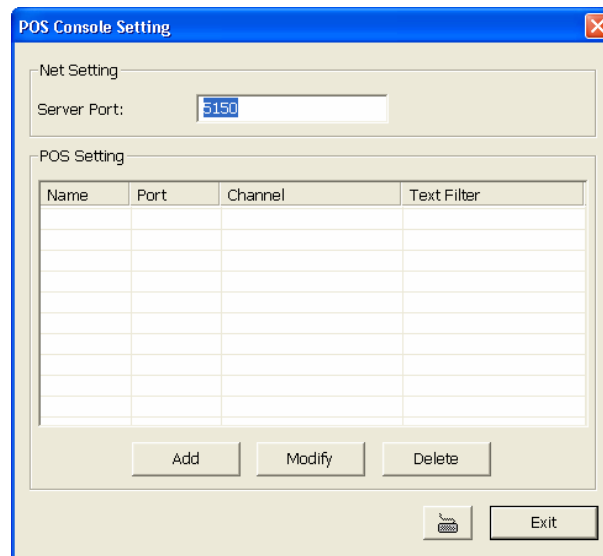 POS Console Setting
Net Setting
Server Port: 5150
POS Setting
Name Port Channel Text Filter
Add Modify Delete
Exit